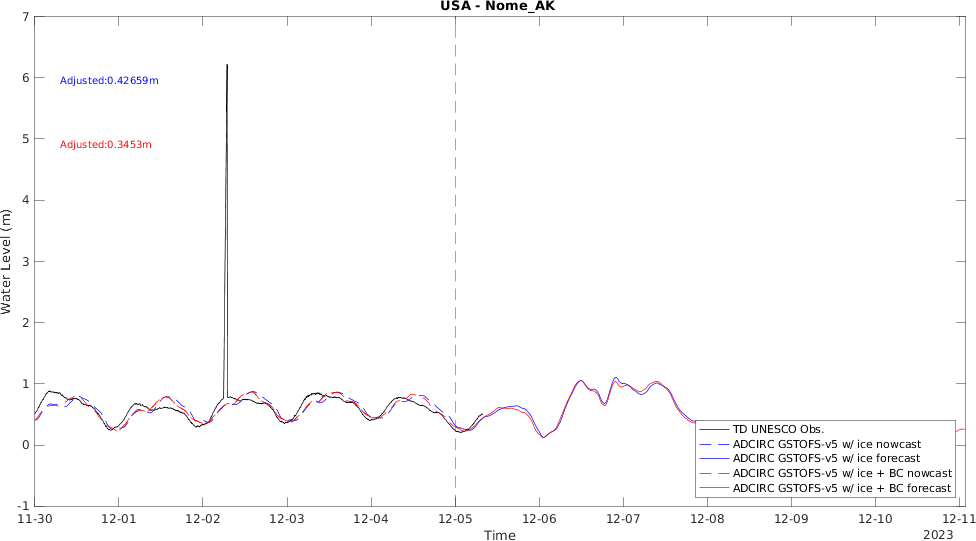 USA - Nome_AK
7
6
5
4
3
2
1
0
-1
Water Level (m)
Adjusted:0.42659m
Adjusted:0.3453m
TD UNESCO Obs.
ADCIRC GSTOFS-v5 w/ ice nowcast
ADCIRC GSTOFS-v5 w/ ice forecast
ADCIRC GSTOFS-v5 w/ ice + BC nowcast
ADCIRC GSTOFS-v5 w/ ice + BC forecast
11-30 12-01 12-02 12-03 12-04 12-05 12-06 12-07 12-08 12-09 12-10 12-11
Time
2023